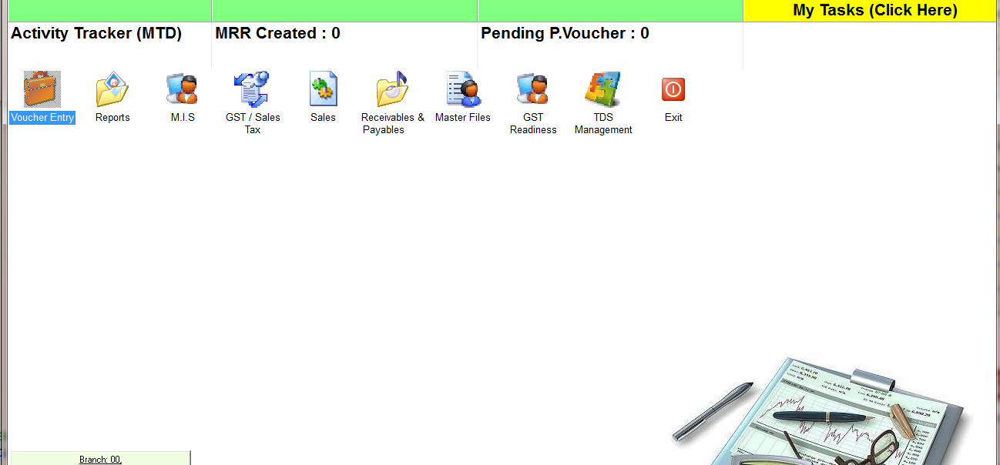 My Tasks (Click Here)
Activity Tracker (MTD)
MRR Created : 0
Pending P.Voucher : 0
Voucher Entry
Reports
M.I.S
GST / Sales
Tax
Sales
Receivables &
Payables
Master Files
GST
Readiness
TDS
Management
Exit
Branch: 00,